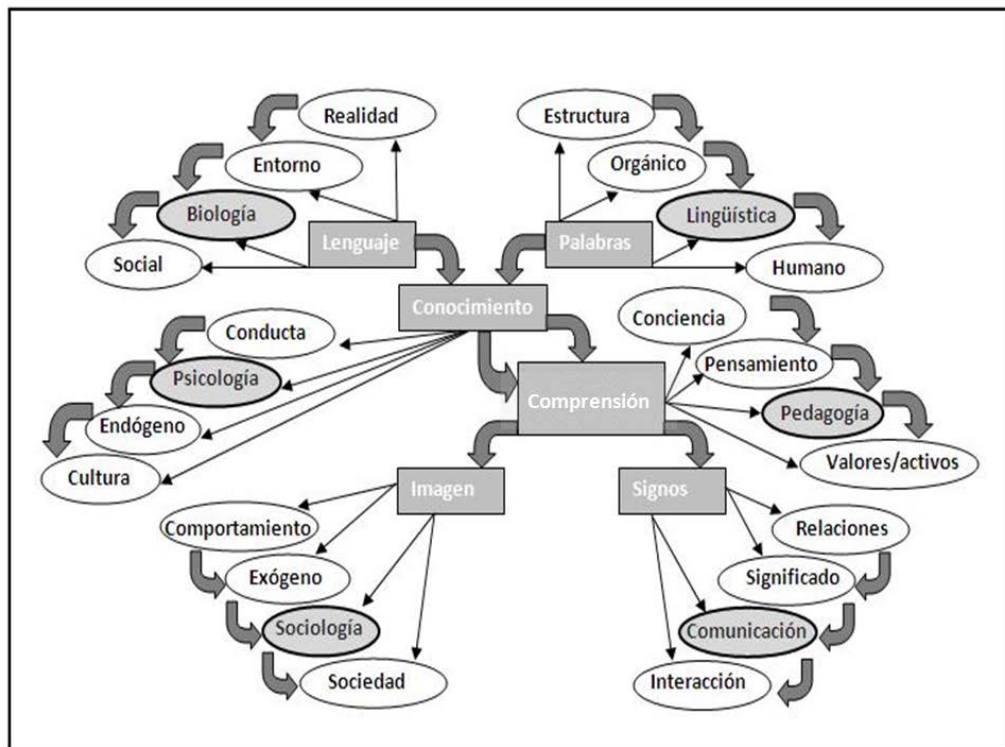 Realidad
Estructura
Entorno
Orgánico
Biología
Lingüística
Lenguaje
Palabras
Social
Humano
Conocimiento
Conciencia
Conducta
Pensamiento
Psicología
Comprensión
Pedagogía
Endógeno
Valores/activos
Cultura
Imagen
Signos
Comportamiento
Relaciones
Exógeno
Significado
Sociología
Comunicación
Sociedad
Interacción